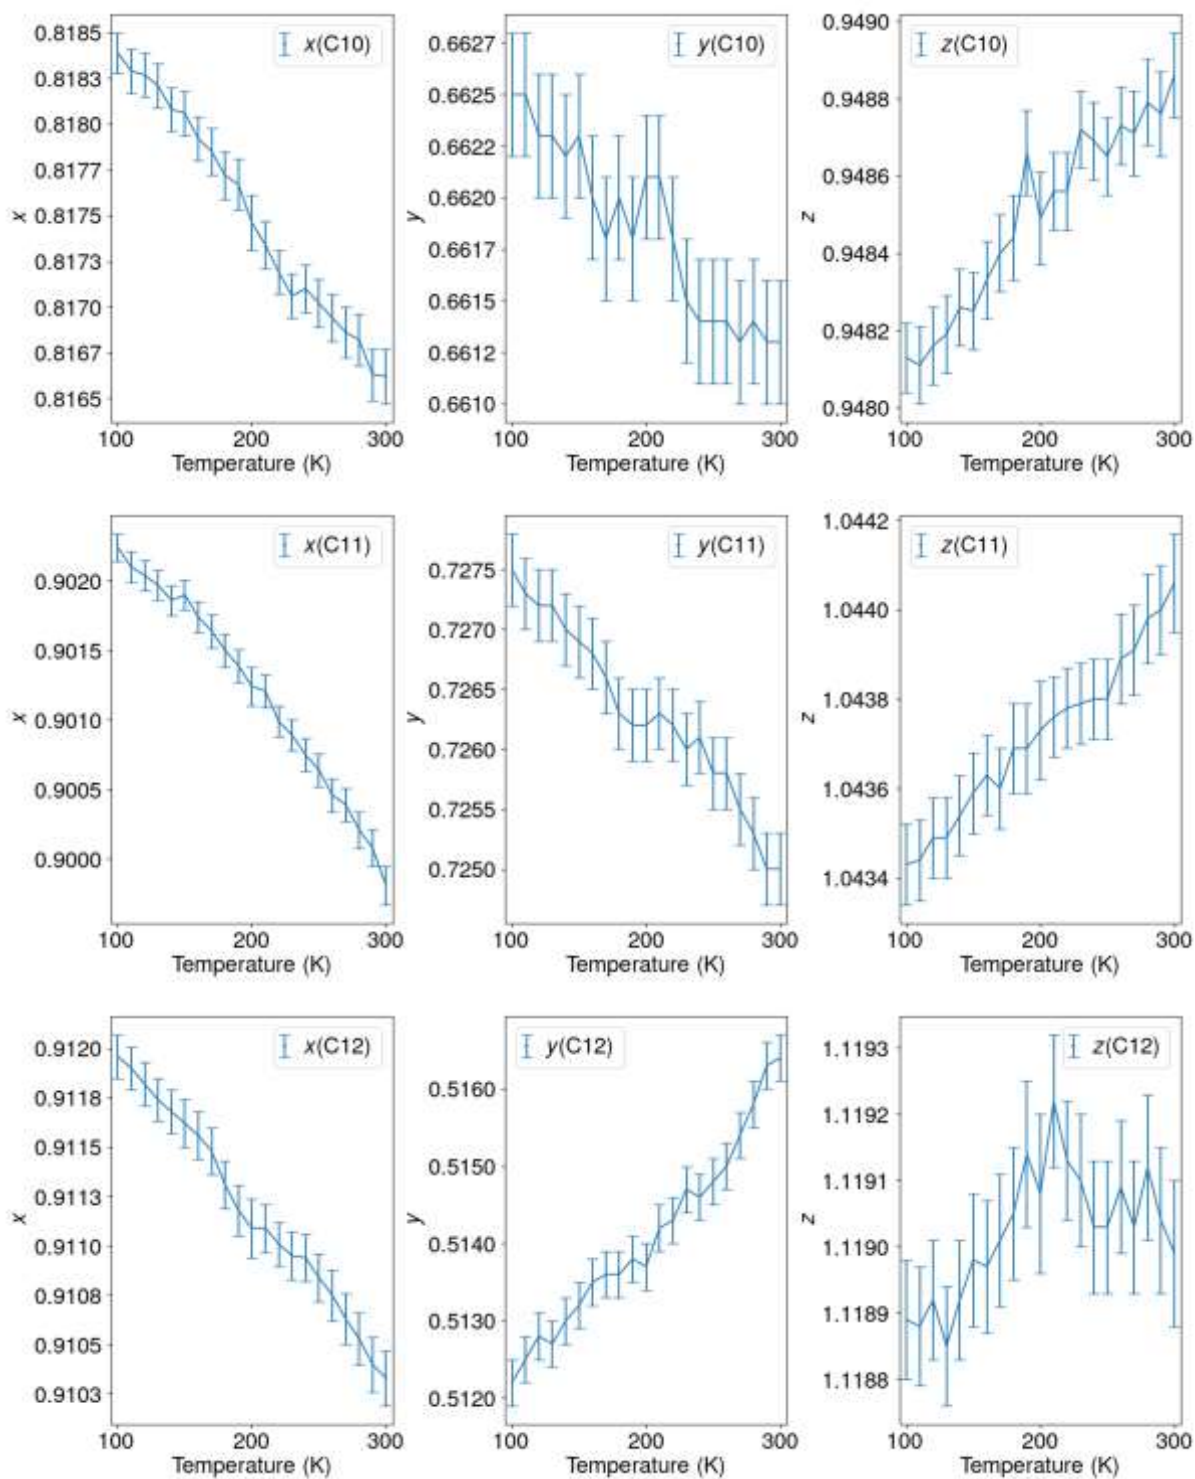 0.8185
0.8183
0.8180
0.8177
0.8175
0.8173
0.8170
0.8167
0.8165
x
x(C10)
100 200 300
Temperature (K)
0.6627
0.6625
0.6622
0.6620
0.6617
0.6615
0.6612
0.6610
y
y(C10)
100 200 300
Temperature (K)
0.9490
0.9488
0.9486
0.9484
0.9482
0.9480
z
z(C10)
100 200 300
Temperature (K)
0.9020
0.9015
0.9010
0.9005
0.9000
x
x(C11)
100 200 300
Temperature (K)
0.7275
0.7270
0.7265
0.7260
0.7255
0.7250
y
y(C11)
100 200 300
Temperature (K)
1.0442
1.0440
1.0438
1.0436
1.0434
z
z(C11)
100 200 300
Temperature (K)
0.9120
0.9118
0.9115
0.9113
0.9110
0.9108
0.9105
0.9103
x
x(C12)
100 200 300
Temperature (K)
0.5160
0.5150
0.5140
0.5130
0.5120
y
y(C12)
100 200 300
Temperature (K)
1.1193
1.1192
1.1191
1.1190
1.1189
1.1188
z
z(C12)
100 200 300
Temperature (K)